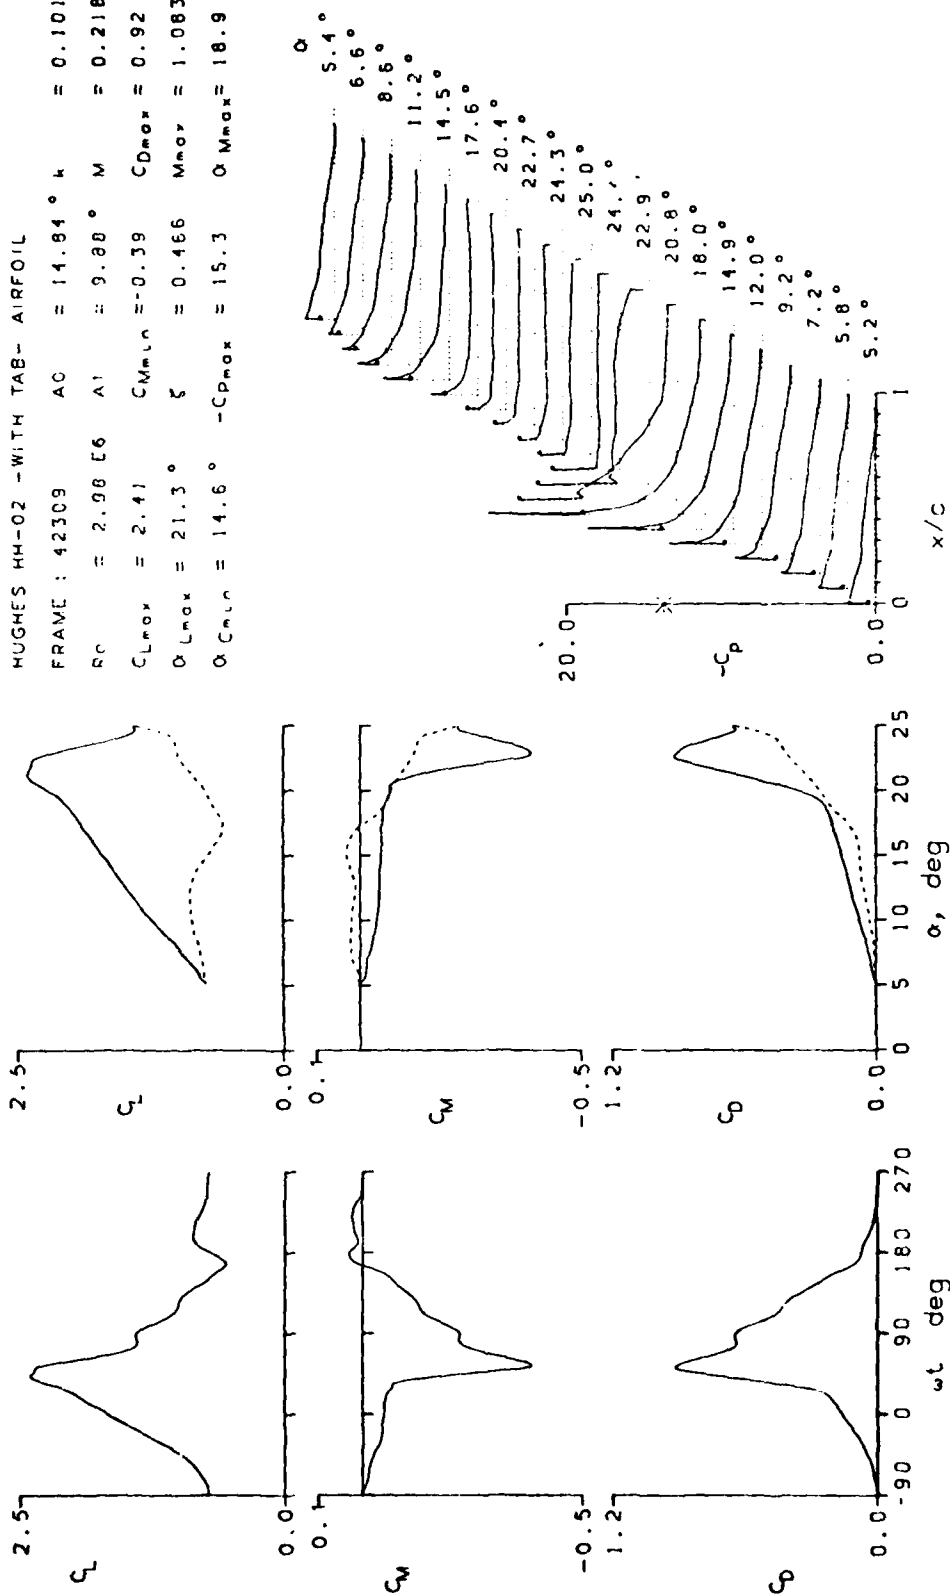 HUGHES HH-02 -WITH TAB- AIRFOIL
FRAME : 42309 A0 = 14.84 ° k = 0.101
Re = 2.98 E6 A1 = 9.88 ° M = 0.218
CLmax = 2.41 CMmin =-0.39 CDmax = 0.92
αLmax = 21.3 ° ζ = 0.466 Mmax = 1.083
αCmin = 14.6 ° -CPmax = 15.3 αMmax= 18.9
α
5.4 °
6.6 °
8.6 °
11.2 °
14.5 °
17.6 °
20.4 °
22.7 °
24.3 °
25.0 °
22.9
20.8 °
18.0 °
14.9 °
12.0 °
9.2 °
7.2 °
5.8 °
5.2 °
20.0
-Cp
0.0
0 1
x/c
2.5
CL
0.0
0.1
CM
-0.5
1.2
CD
0.0
0 5 10 15 20 25
α, deg
2.5
CL
0.0
0.1
CM
-0.5
1.2
CD
0.0
-90 0 90 180 270
ωt deg